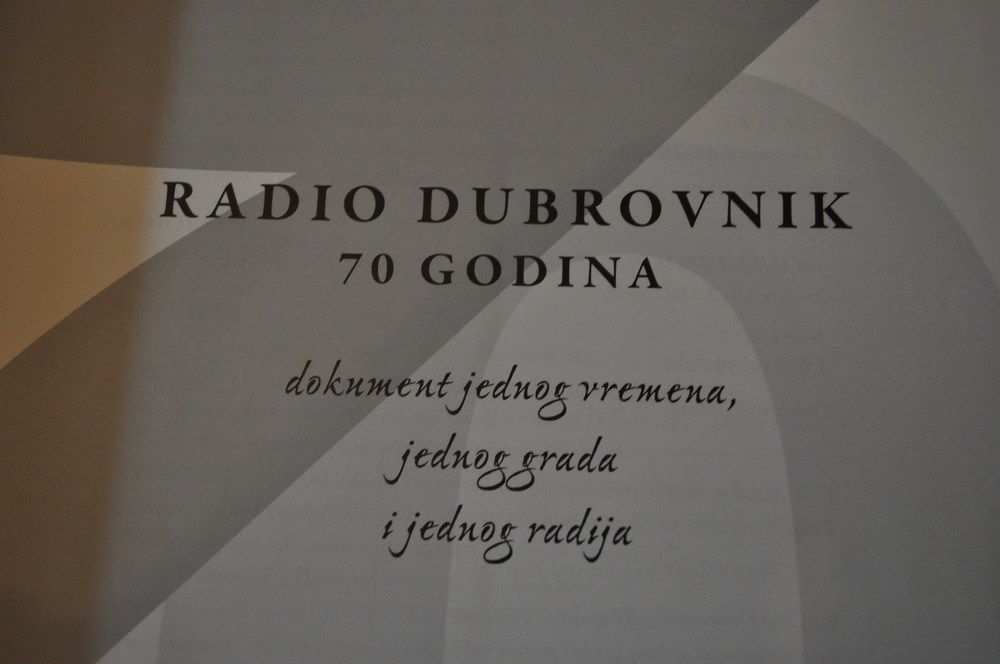 RADIO DUBROVNIK
70 GODINA
dokument jednog vremena,
jednog grada
i jednog radija